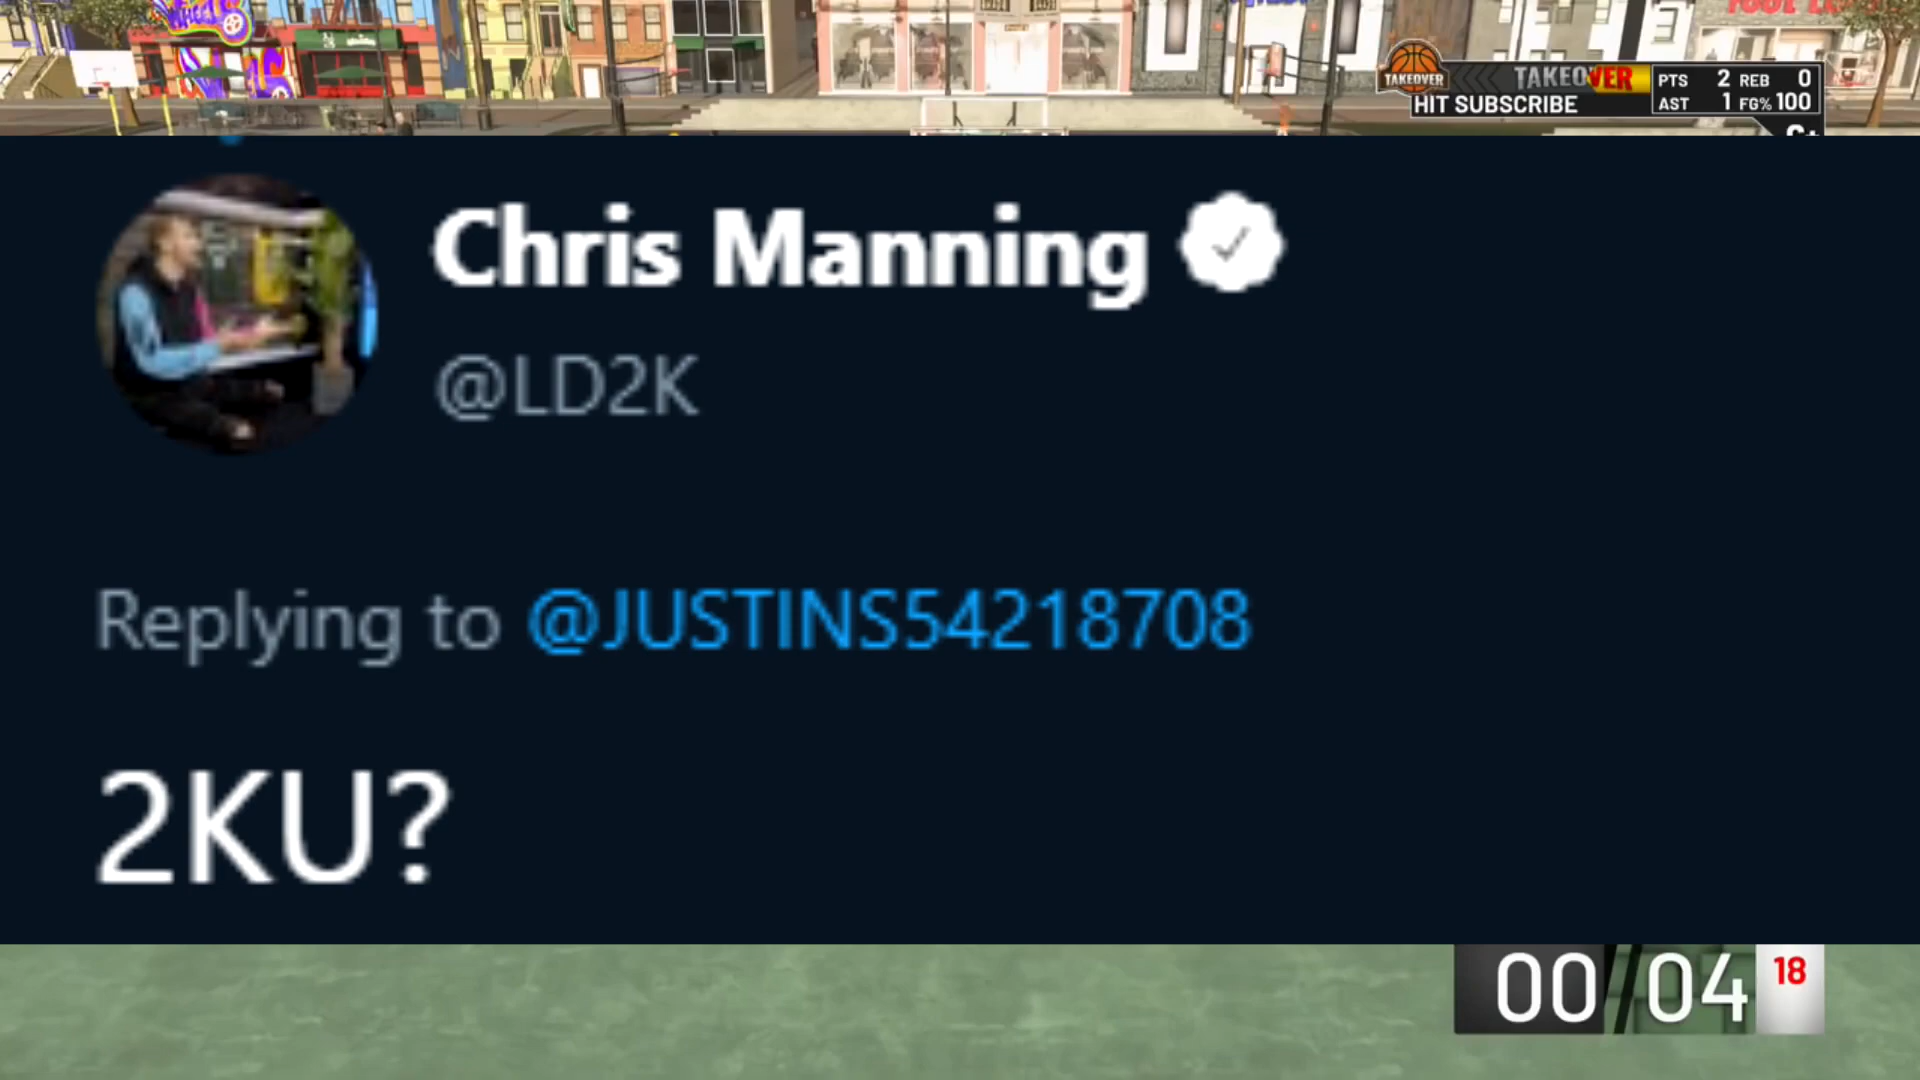 TAKEOVER
TAKEOVER
PTS 2 REB 0
HIT SUBSCRIBE
AST 1 FG% 100
Chris Manning
@LD2K
Replying to @JUSTINS54218708
2KU?
00 04 18